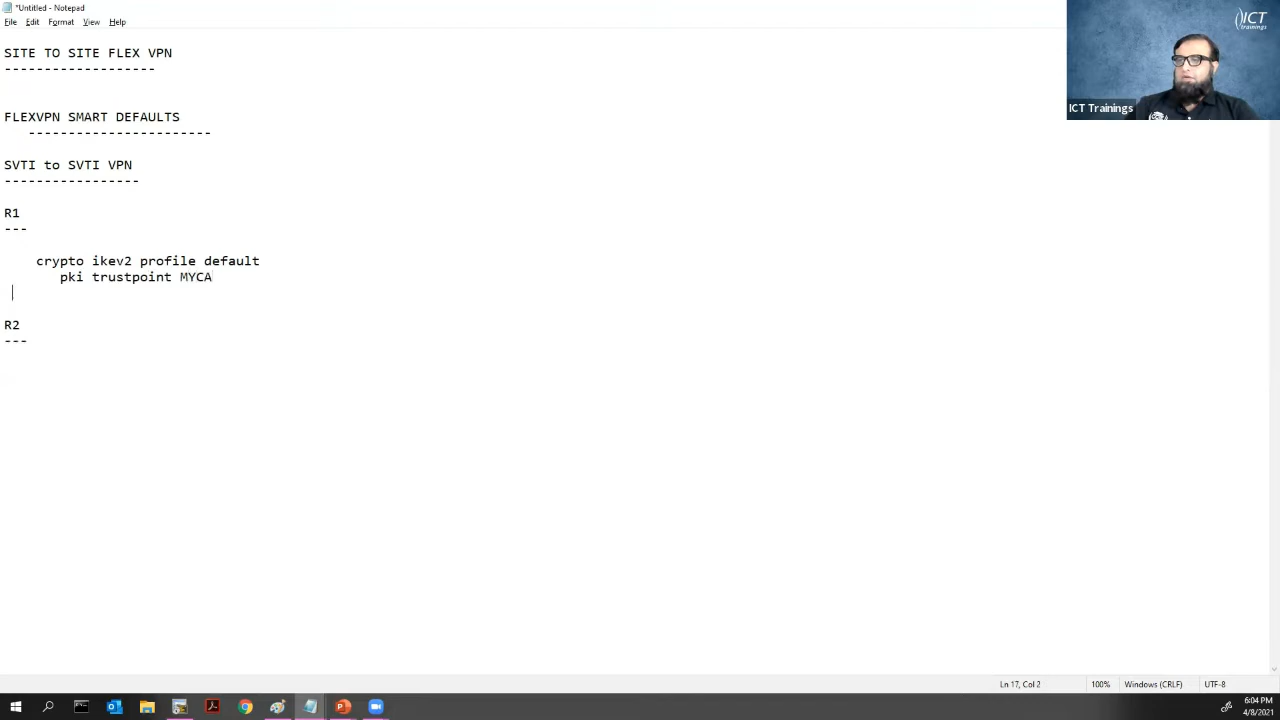 *Untitled - Notepad
File Edit Format View Help
SITE TO SITE FLEX VPN
-------------------
FLEXVPN SMART DEFAULTS
-----------------------
SVTI to SVTI VPN
-----------------
R1
---
crypto ikev2 profile default
pki trustpoint MYCA
R2
---
ICT
trainings
ICT Trainings
Ln 17, Col 2 100% Windows (CRLF) UTF-8
6:04 PM
4/8/2021